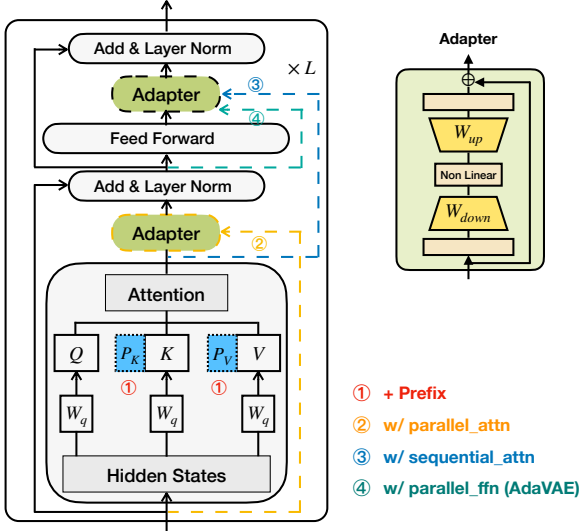 Add & Layer Norm
× L
③
Adapter
④
Feed Forward
Add & Layer Norm
Adapter
②
Attention
Q
P_K
K
P_V
V
①
①
W_q
W_q
W_q
Hidden States
Adapter
⊕
W_up
Non Linear
W_down
① + Prefix
② w/ parallel_attn
③ w/ sequential_attn
④ w/ parallel_ffn (AdaVAE)